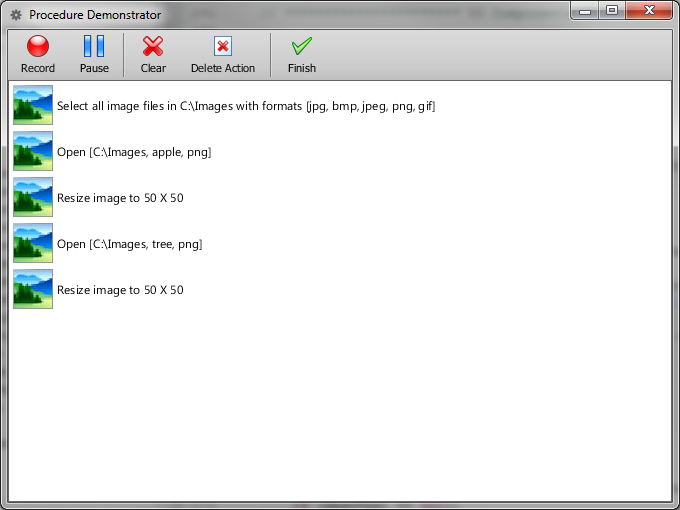 Procedure Demonstrator
Record Pause Clear Delete Action Finish
Select all image files in C:\Images with formats [jpg, bmp, jpeg, png, gif]
Open [C:\Images, apple, png]
Resize image to 50 X 50
Open [C:\Images, tree, png]
Resize image to 50 X 50